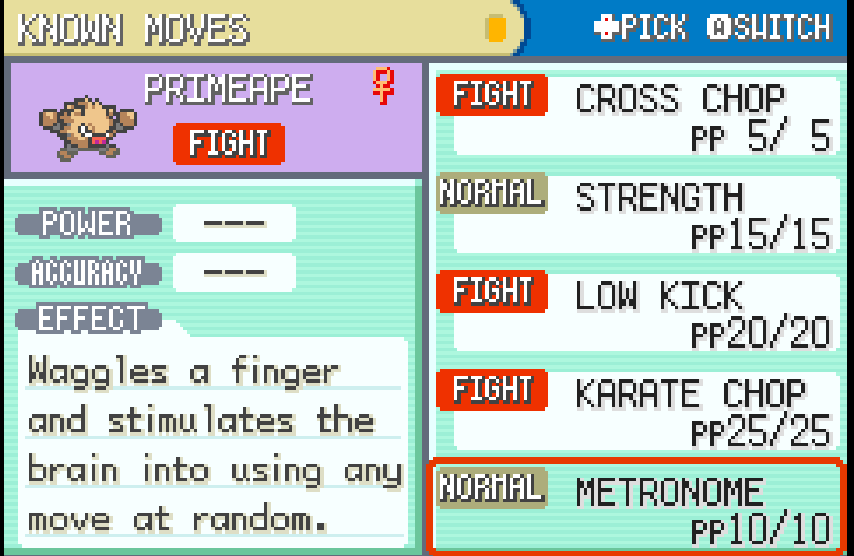 KNOWN MOVES
PICK ASWITCH
PRIMEAPE ♀
FIGHT
POWER ---
ACCURACY ---
EFFECT
Waggles a finger
and stimulates the
brain into using any
move at random.
FIGHT CROSS CHOP
PP 5/ 5
NORMAL STRENGTH
PP15/15
FIGHT LOW KICK
PP20/20
FIGHT KARATE CHOP
PP25/25
NORMAL METRONOME
PP10/10